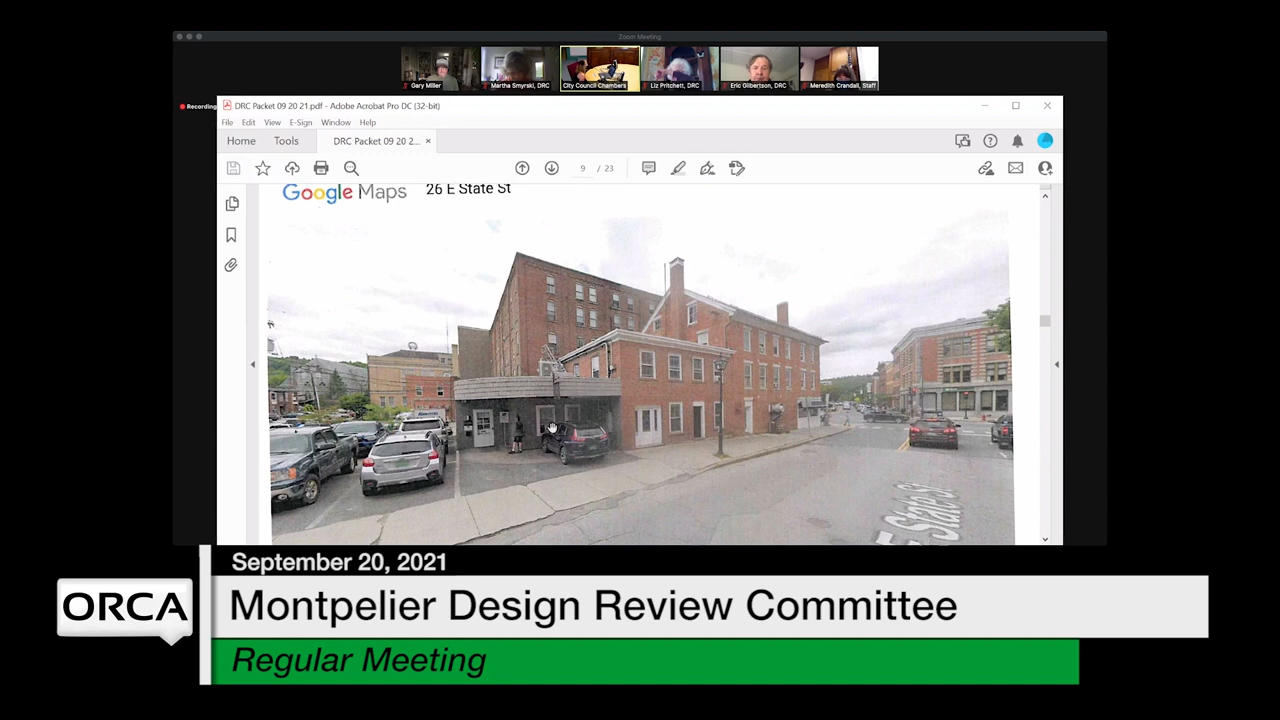 Zoom Meeting
Gary Miller
Martha Smyrski, DRC
City Council Chambers
Liz Pritchett, DRC
Eric Gilbertson, DRC
Meredith Crandall, Staff
Recording
DRC Packet 09 20 21.pdf - Adobe Acrobat Pro DC (32-bit)
File Edit View E-Sign Window Help
Home Tools DRC Packet 09 20 2... ×
9 / 23
Google Maps 26 E State St
E State St
September 20, 2021
ORCA
Montpelier Design Review Committee
Regular Meeting